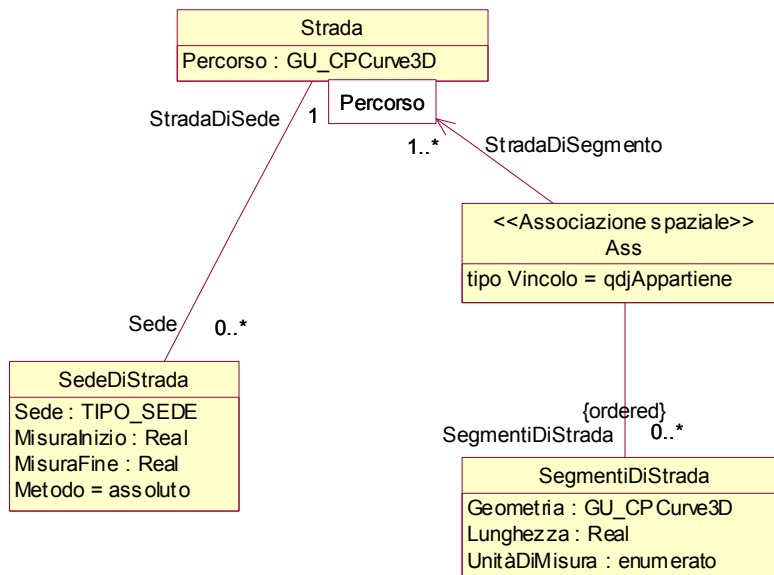 Strada
Percorso : GU_CPCurve3D
Percorso
StradaDiSede
1
1..*
StradaDiSegmento
<<Associazione spaziale>>
Ass
tipo Vincolo = qdjAppartiene
Sede
0..*
SedeDiStrada
Sede : TIPO_SEDE
MisuraInizio : Real
MisuraFine : Real
Metodo = assoluto
{ordered}
SegmentiDiStrada
0..*
SegmentiDiStrada
Geometria : GU_CPCurve3D
Lunghezza : Real
UnitàDiMisura : enumerato